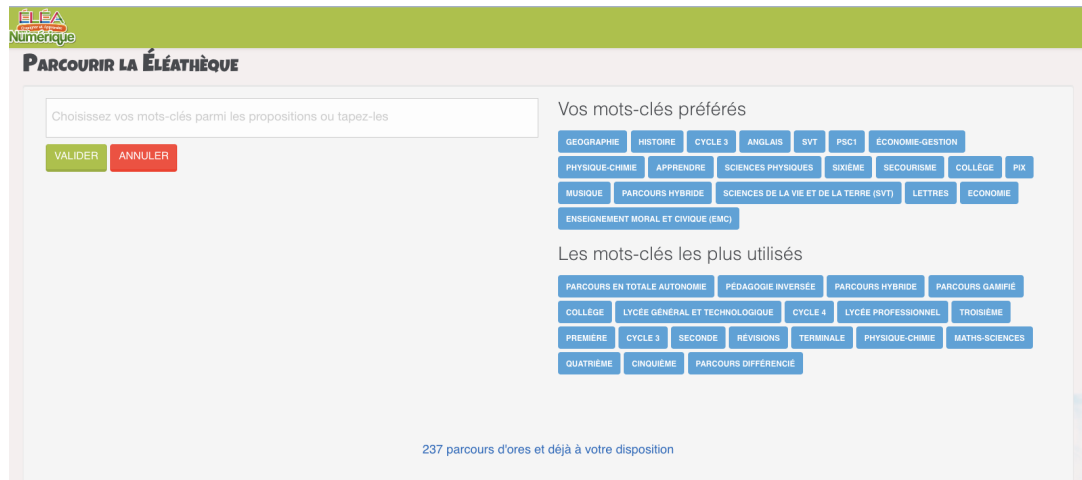 ÉLÉA
Numérique
Parcourir la Éléathèque
Choisissez vos mots-clés parmi les propositions ou tapez-les
VALIDER ANNULER
Vos mots-clés préférés
GEOGRAPHIE HISTOIRE CYCLE 3 ANGLAIS SVT PSC1 ÉCONOMIE-GESTION
PHYSIQUE-CHIMIE APPRENDRE SCIENCES PHYSIQUES SIXIÈME SECOURISME COLLÈGE PIX
MUSIQUE PARCOURS HYBRIDE SCIENCES DE LA VIE ET DE LA TERRE (SVT) LETTRES ECONOMIE
ENSEIGNEMENT MORAL ET CIVIQUE (EMC)
Les mots-clés les plus utilisés
PARCOURS EN TOTALE AUTONOMIE PÉDAGOGIE INVERSÉE PARCOURS HYBRIDE PARCOURS GAMIFIÉ
COLLÈGE LYCÉE GÉNÉRAL ET TECHNOLOGIQUE CYCLE 4 LYCÉE PROFESSIONNEL TROISIÈME
PREMIÈRE CYCLE 3 SECONDE RÉVISIONS TERMINALE PHYSIQUE-CHIMIE MATHS-SCIENCES
QUATRIÈME CINQUIÈME PARCOURS DIFFÉRENCIÉ
237 parcours d'ores et déjà à votre disposition